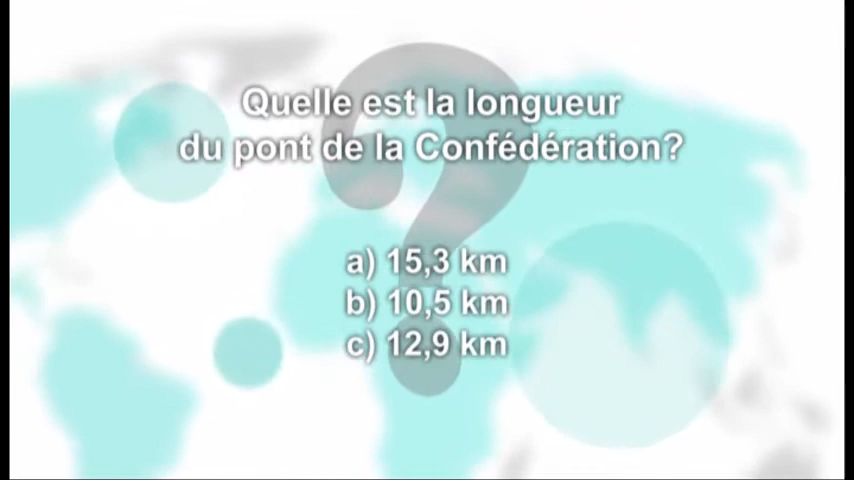 Quelle est la longueur
du pont de la Confédération?
a) 15,3 km
b) 10,5 km
c) 12,9 km